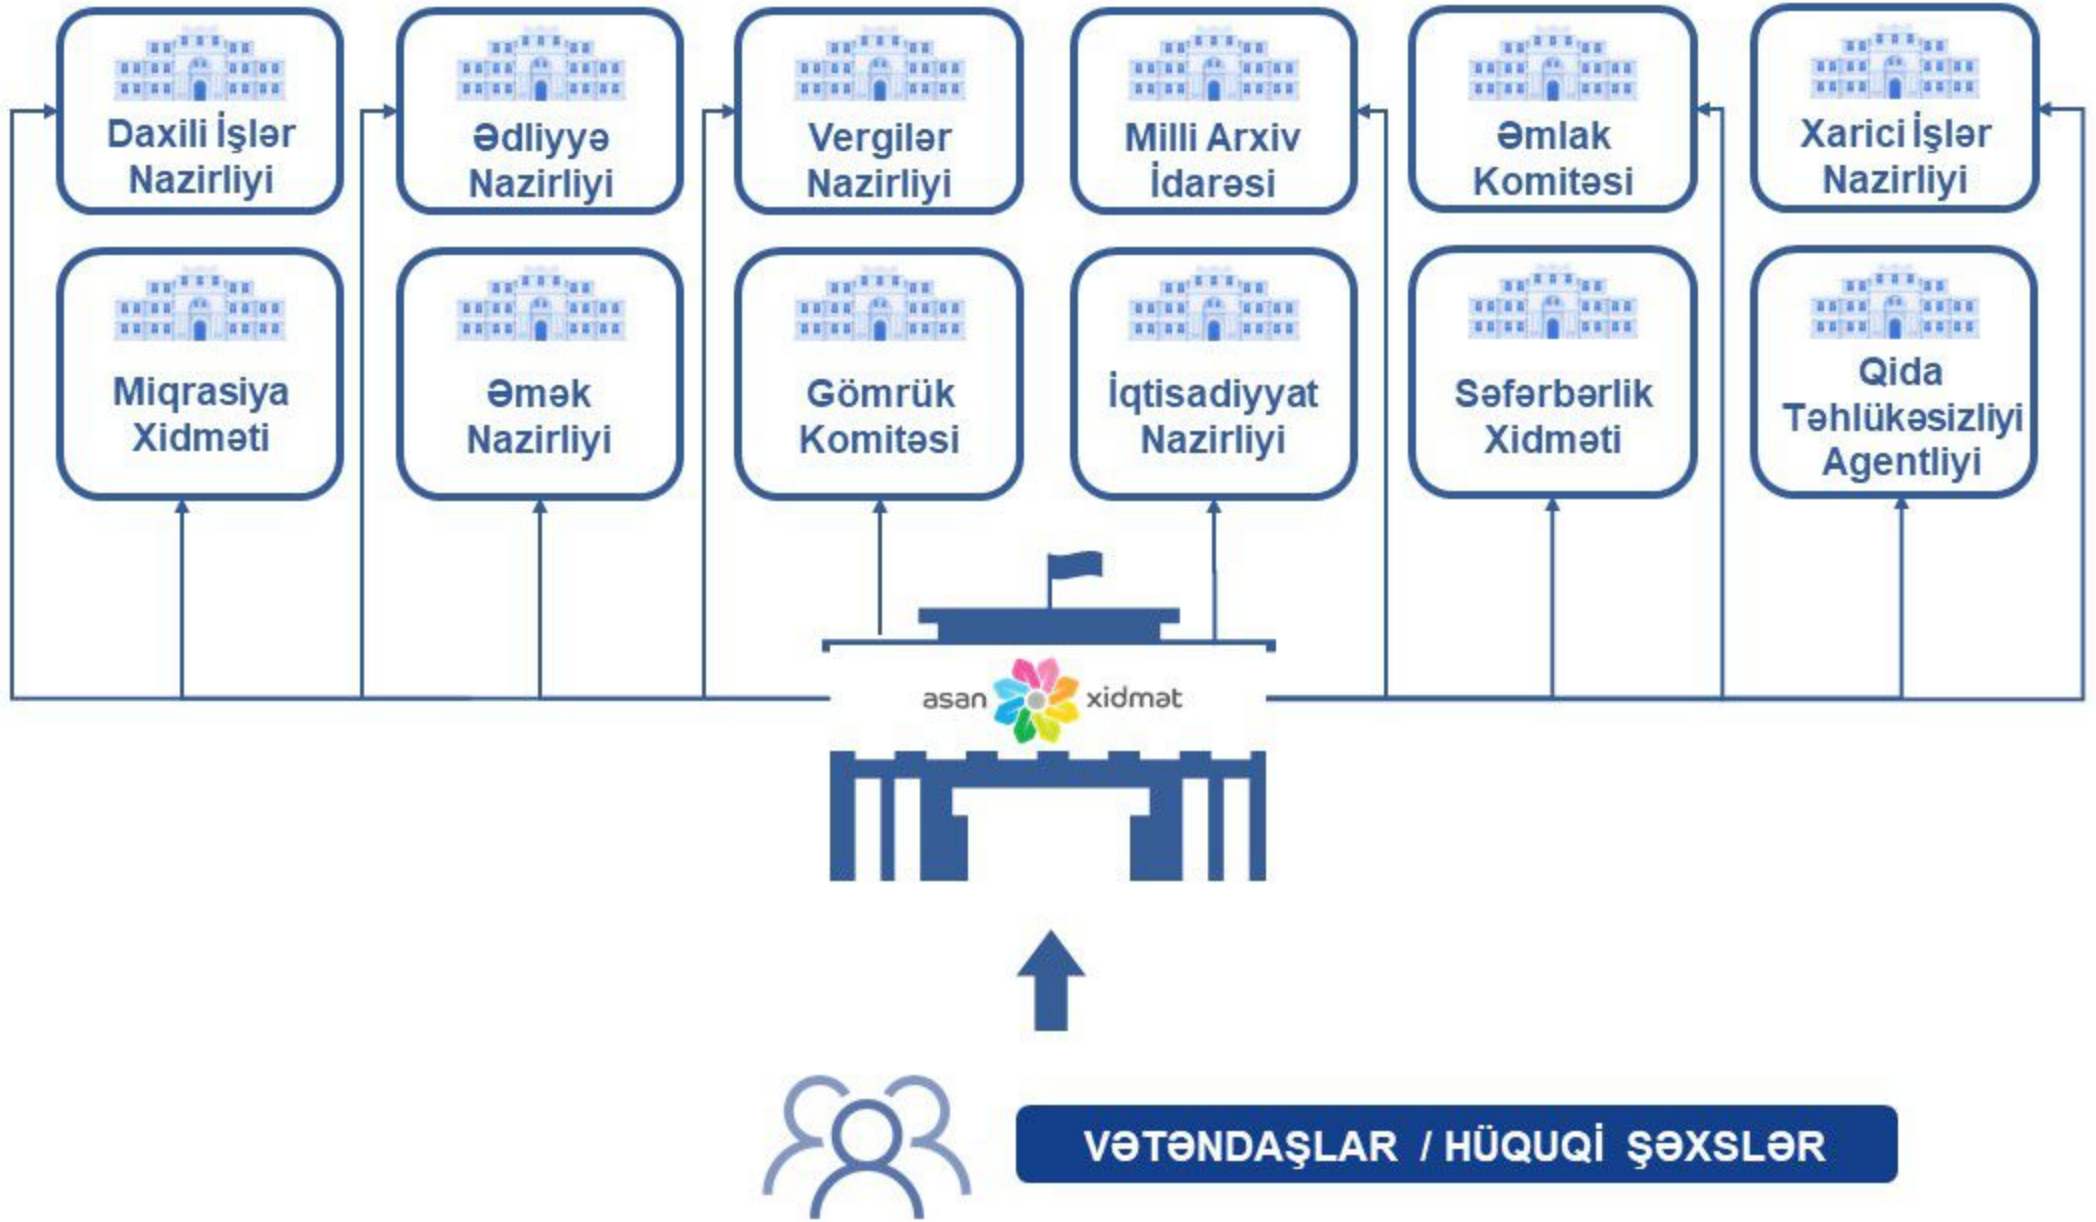 Daxili İşlər
Nazirliyi
Ədliyyə
Nazirliyi
Vergilər
Nazirliyi
Milli Arxiv
İdarəsi
Əmlak
Komitəsi
Xarici İşlər
Nazirliyi
Miqrasiya
Xidməti
Əmək
Nazirliyi
Gömrük
Komitəsi
İqtisadiyyat
Nazirliyi
Səfərbərlik
Xidməti
Qida
Təhlükəsizliyi
Agentliyi
asan xidmət
VƏTƏNDAŞLAR / HÜQUQİ ŞƏXSLƏR